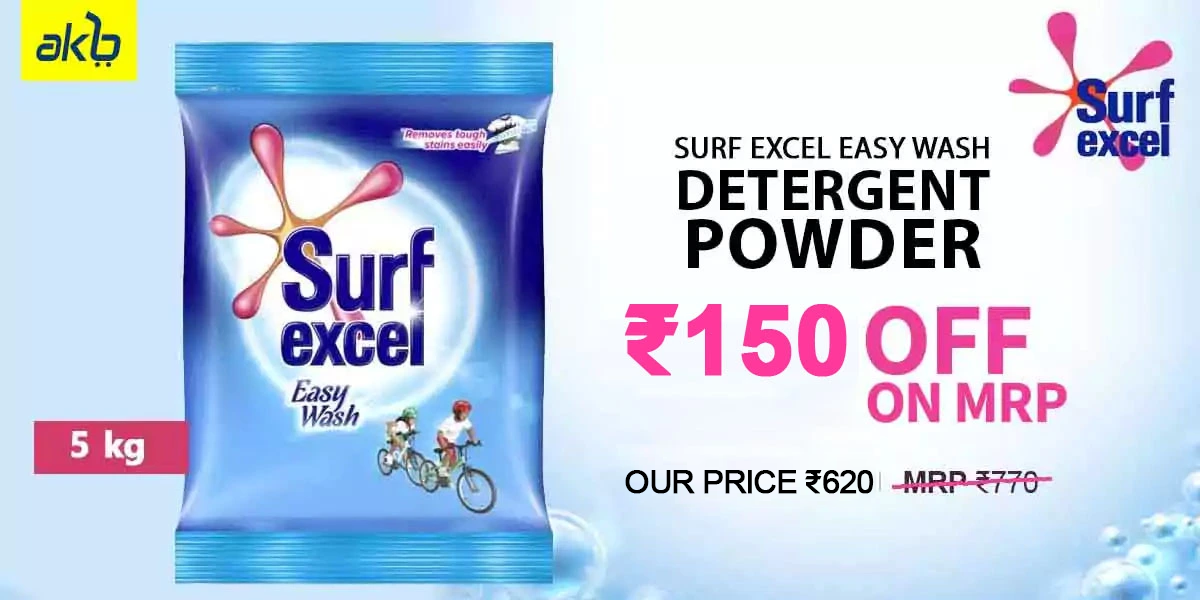 akb
Removes tough
stains easily
Surf
excel
Easy
Wash
5 kg
Surf
excel
SURF EXCEL EASY WASH
DETERGENT
POWDER
₹150 OFF
ON MRP
OUR PRICE ₹620 | MRP ₹770